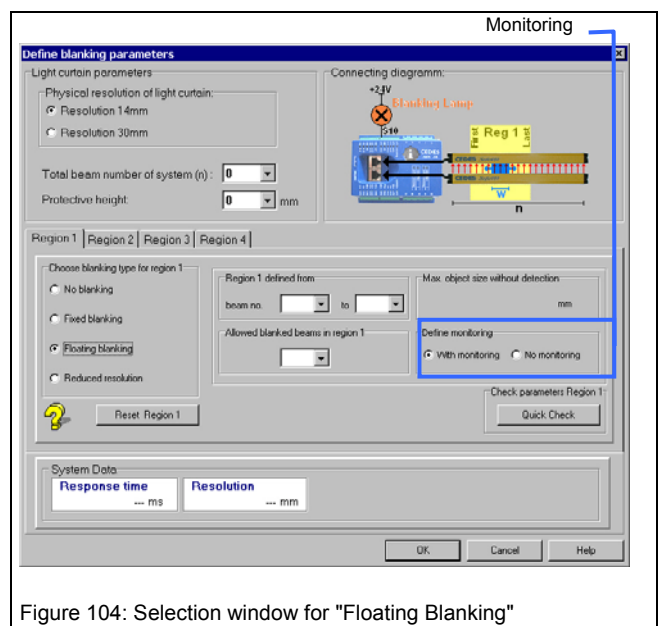 Monitoring
Define blanking parameters
Light curtain parameters
Physical resolution of light curtain:
Resolution 14mm
Resolution 30mm
Total beam number of system (n) : 0
Protective height: 0 mm
Connecting diagramm:
+24V
Blanking Lamp
S10
First
Reg 1
Last
CEDES
CEDES
CEDES
W
n
Region 1 Region 2 Region 3 Region 4
Choose blanking type for region 1
No blanking
Fixed blanking
Floating blanking
Reduced resolution
Reset Region 1
Region 1 defined from
beam no. to
Allowed blanked beams in region 1
Max. object size without detection
mm
Define monitoring
With monitoring No monitoring
Check parameters Region 1
Quick Check
System Data
Response time
--- ms
Resolution
--- mm
OK Cancel Help
Figure 104: Selection window for "Floating Blanking"